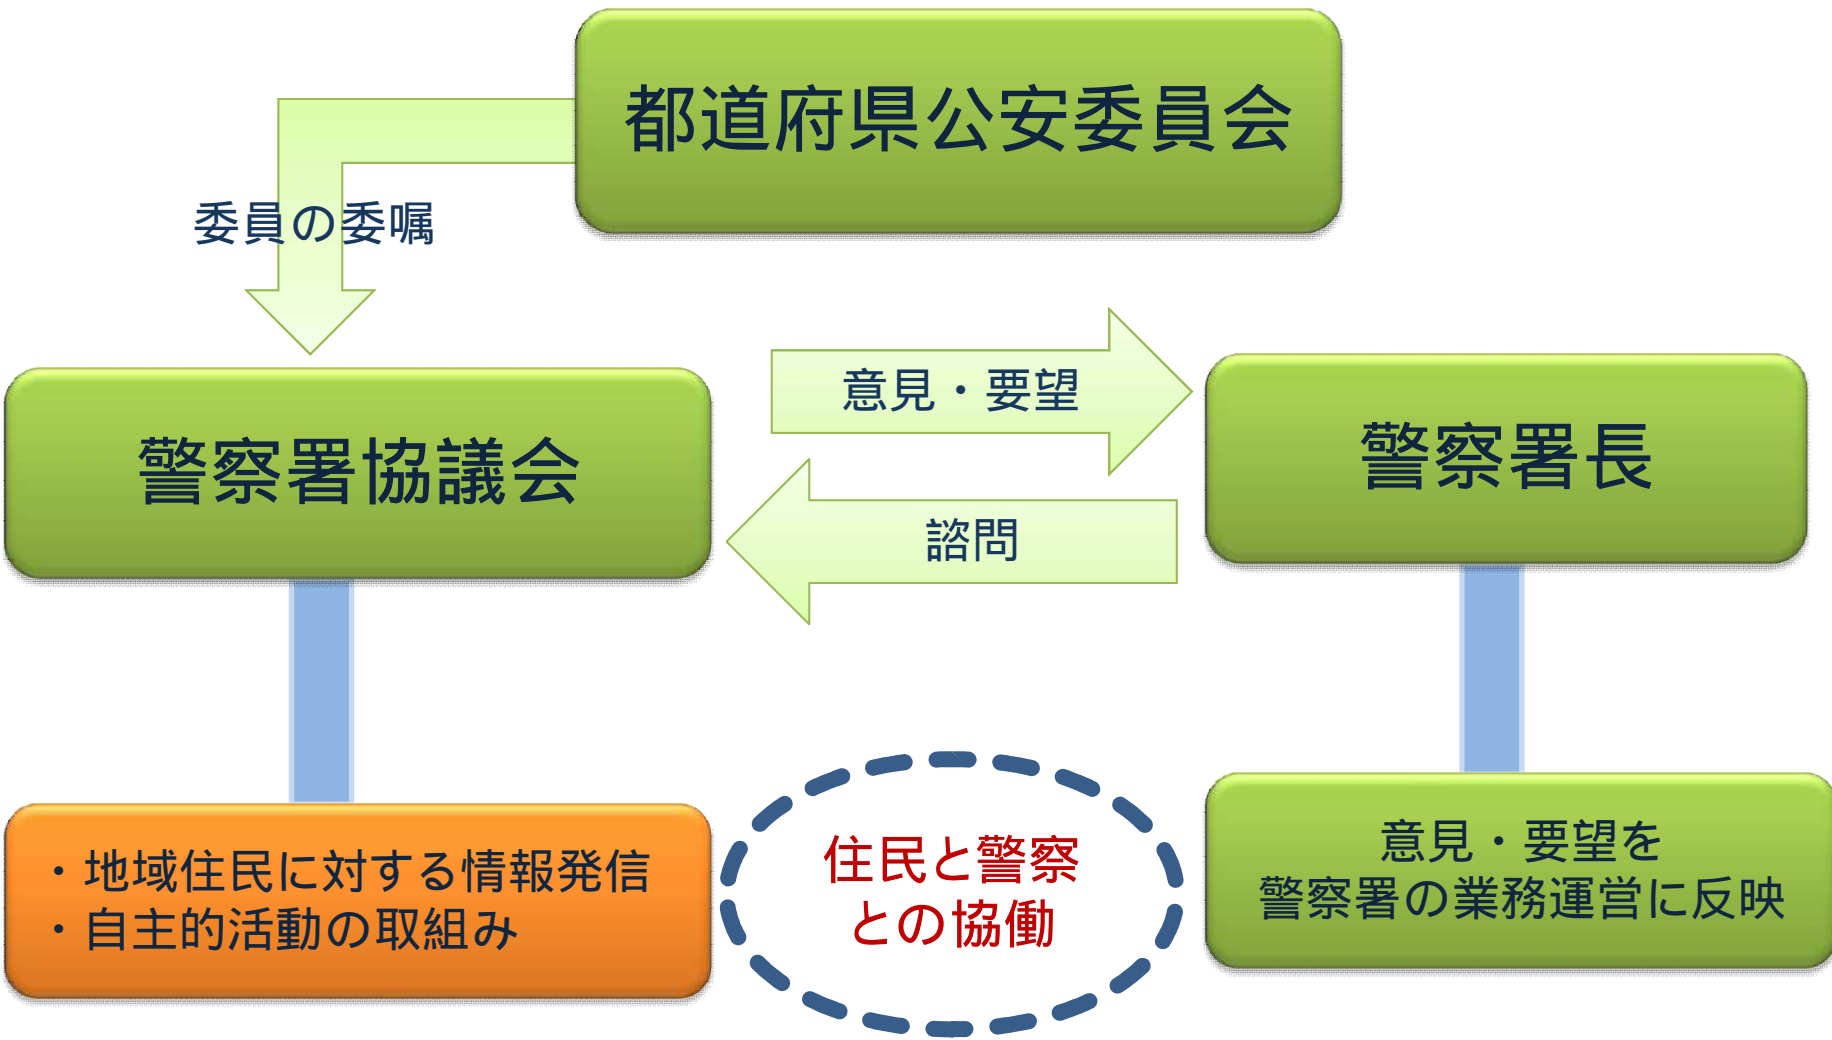 都道府県公安委員会
委員の委嘱
意見・要望
警察署協議会
警察署長
諮問
・地域住民に対する情報発信
・自主的活動の取組み
住民と警察
との協働
意見・要望を
警察署の業務運営に反映